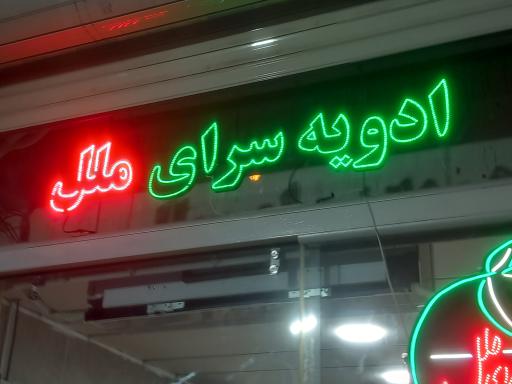 ادویه سرای ملل